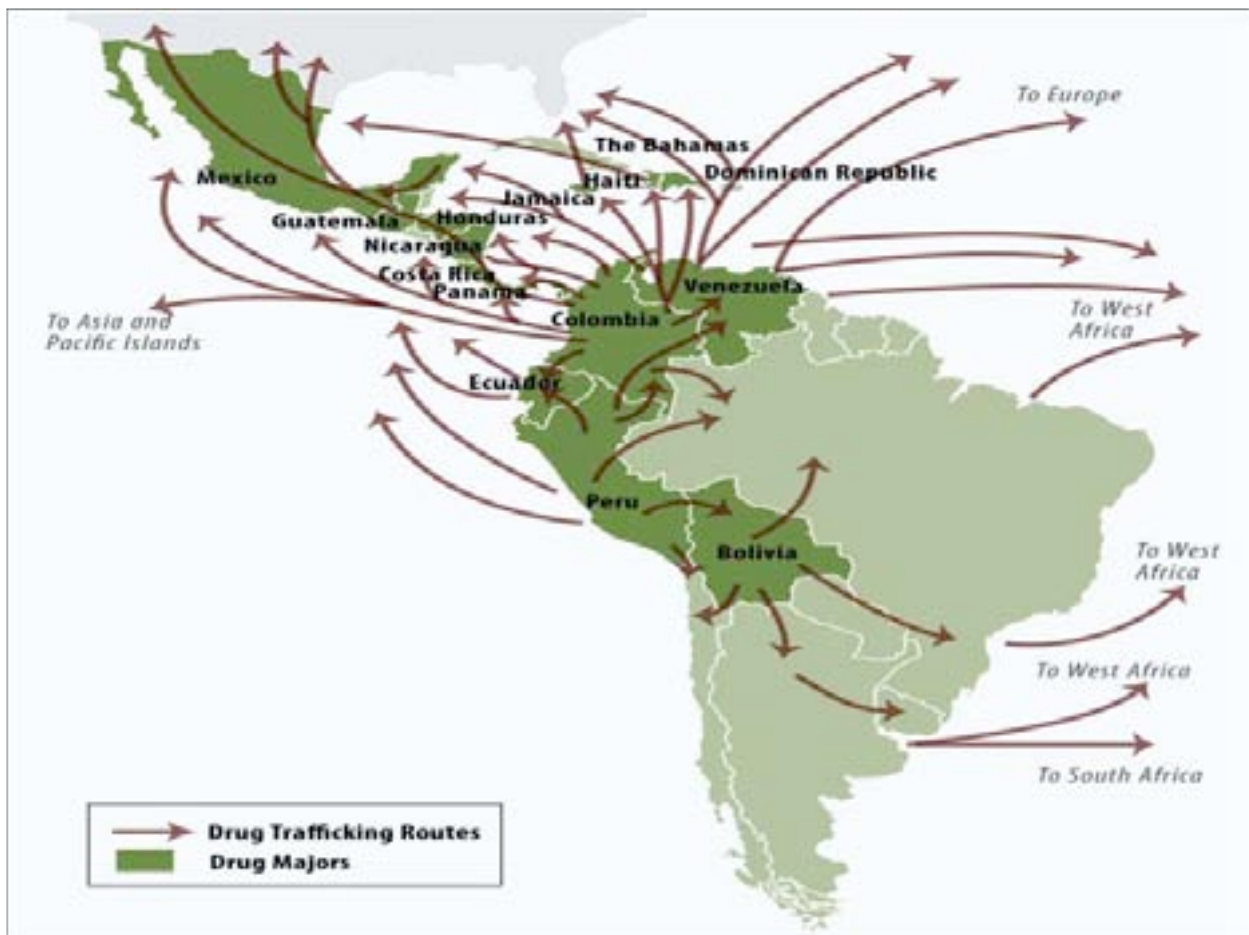 To Europe
The Bahamas
Dominican Republic
Mexico
Haiti
Jamaica
Guatemala
Honduras
Nicaragua
Costa Rica
Panama
Venezuela
Colombia
To West
Africa
To Asia and
Pacific Islands
Ecuador
Peru
Bolivia
To West
Africa
To West Africa
To South Africa
Drug Trafficking Routes
Drug Majors